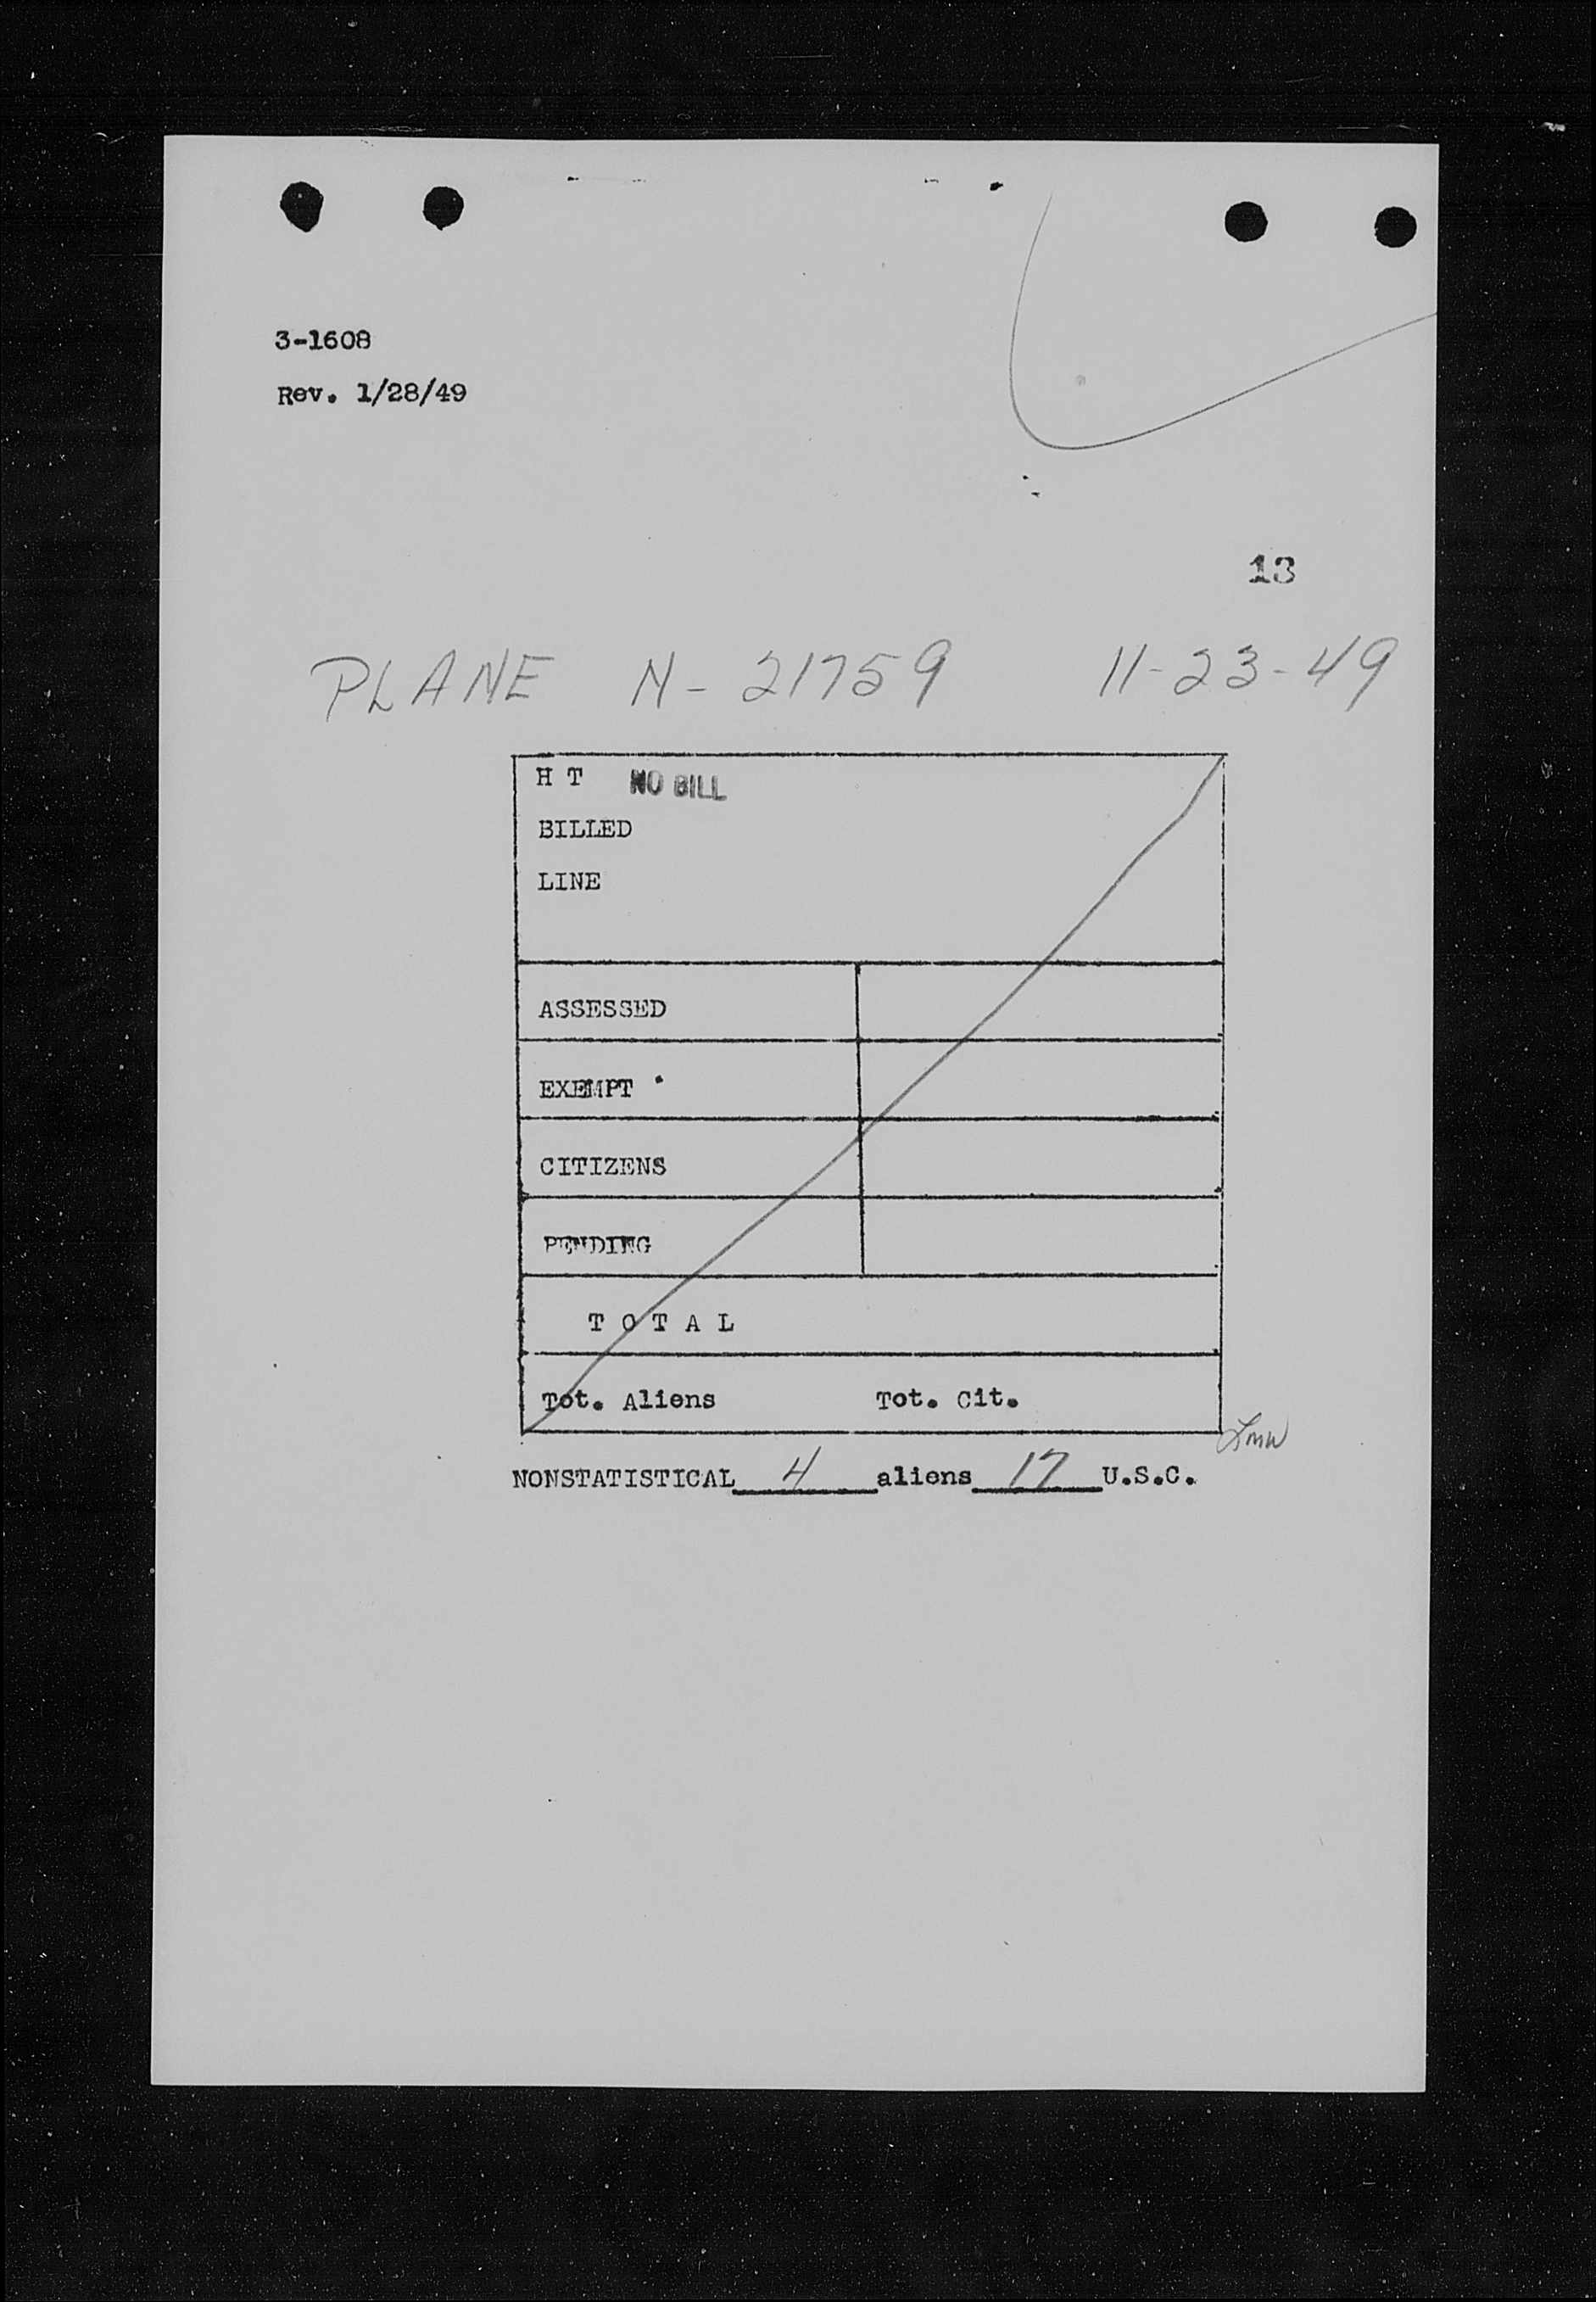 3-1608
Rev. 1/28/49
13
PLANE N-21759 11-23-49
H T NO BILL
BILLED
LINE
ASSESSED
EXEMPT
CITIZENS
PENDING
T O T A L
Tot. Aliens Tot. Cit.
NONSTATISTICAL 4 aliens 17 U.S.C.